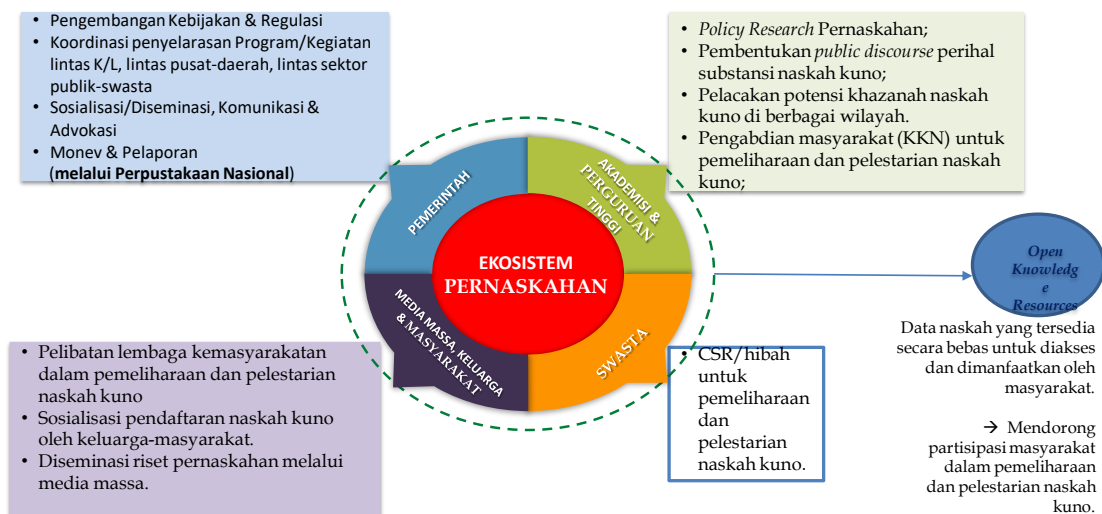 • Pengembangan Kebijakan & Regulasi
• Koordinasi penyelarasan Program/Kegiatan
lintas K/L, lintas pusat-daerah, lintas sektor
publik-swasta
• Sosialisasi/Diseminasi, Komunikasi &
Advokasi
• Monev & Pelaporan
(melalui Perpustakaan Nasional)
• Policy Research Pernaskahan;
• Pembentukan public discourse perihal
substansi naskah kuno;
• Pelacakan potensi khazanah naskah
kuno di berbagai wilayah.
• Pengabdian masyarakat (KKN) untuk
pemeliharaan dan pelestarian naskah
kuno;
PEMERINTAH
AKADEMISI &
PERGURUAN
TINGGI
EKOSISTEM
PERNASKAHAN
MEDIA MASSA, KELUARGA
& MASYARAKAT
SWASTA
Open
Knowledg
e
Resources
• Pelibatan lembaga kemasyarakatan
dalam pemeliharaan dan pelestarian
naskah kuno
• Sosialisasi pendaftaran naskah kuno
oleh keluarga-masyarakat.
• Diseminasi riset pernaskahan melalui
media massa.
• CSR/hibah
untuk
pemeliharaan
dan
pelestarian
naskah kuno.
Data naskah yang tersedia
secara bebas untuk diakses
dan dimanfaatkan oleh
masyarakat.
→ Mendorong
partisipasi masyarakat
dalam pemeliharaan
dan pelestarian naskah
kuno.